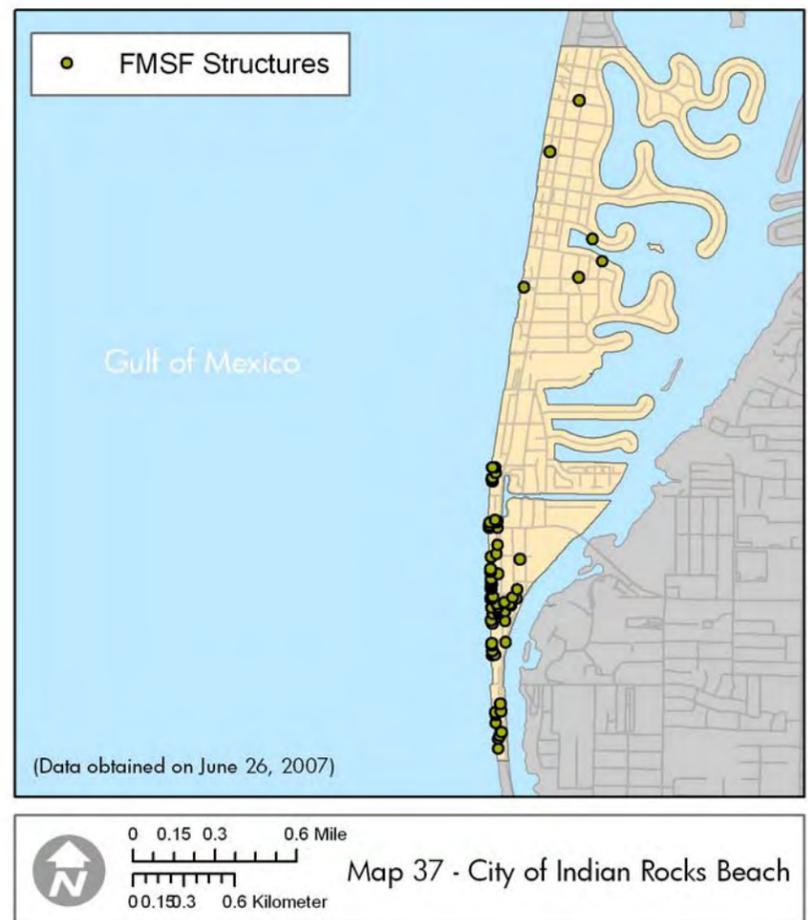 FMSF Structures
Gulf of Mexico
(Data obtained on June 26, 2007)
N
0 0.15 0.3 0.6 Mile
0 0.15 0.3 0.6 Kilometer
Map 37 - City of Indian Rocks Beach